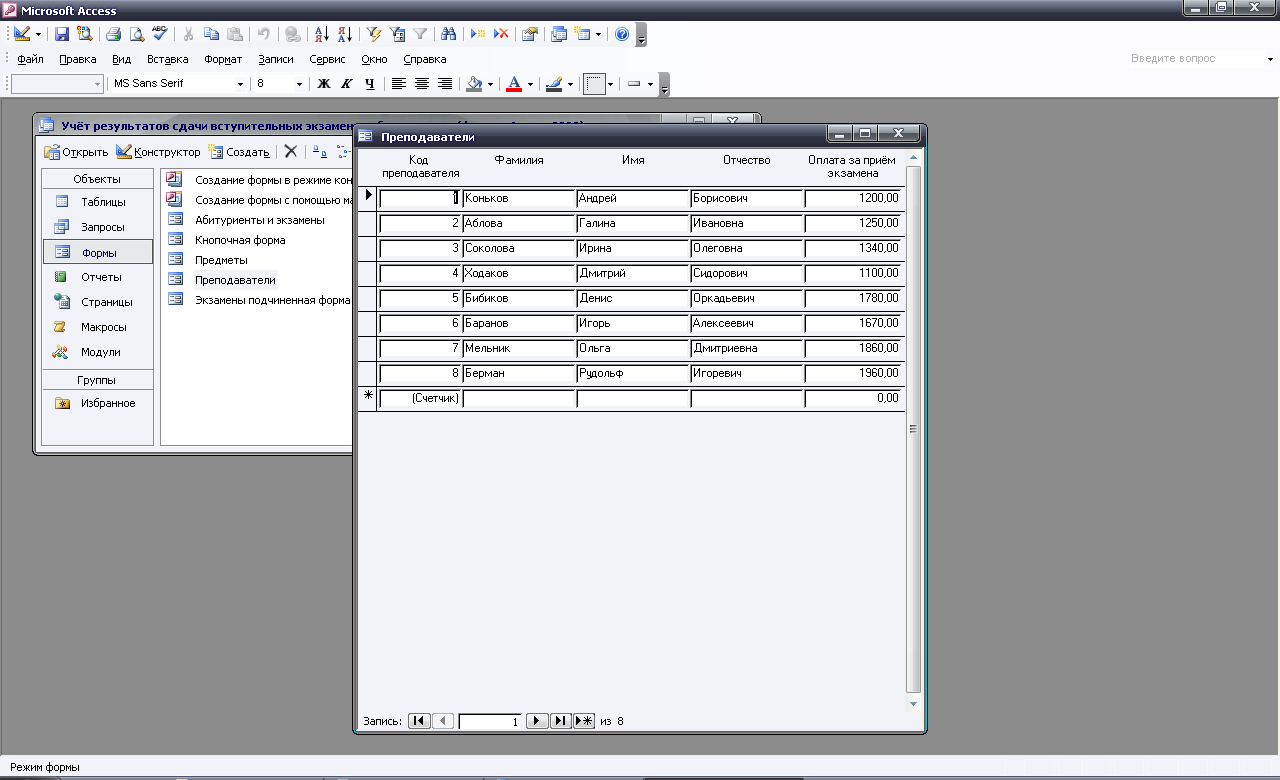 Microsoft Access
Файл Правка Вид Вставка Формат Записи Сервис Окно Справка
Введите вопрос
MS Sans Serif 8 Ж К Ч
Учёт результатов сдачи вступительных экзаме
Открыть Конструктор Создать
Объекты
Таблицы
Запросы
Формы
Отчеты
Страницы
Макросы
Модули
Группы
Избранное
Создание формы в режиме кон
Создание формы с помощью ма
Абитуриенты и экзамены
Кнопочная форма
Предметы
Преподаватели
Экзамены подчиненная форма
Преподаватели
Код преподавателя Фамилия Имя Отчество Оплата за приём экзамена
1 Коньков Андрей Борисович 1200,00
2 Аблова Галина Ивановна 1250,00
3 Соколова Ирина Олеговна 1340,00
4 Ходаков Дмитрий Сидорович 1100,00
5 Бибиков Денис Оркадьевич 1780,00
6 Баранов Игорь Алексеевич 1670,00
7 Мельник Ольга Дмитриевна 1860,00
8 Берман Рудольф Игоревич 1960,00
(Счетчик) 0,00
Запись: 1 из 8
Режим формы